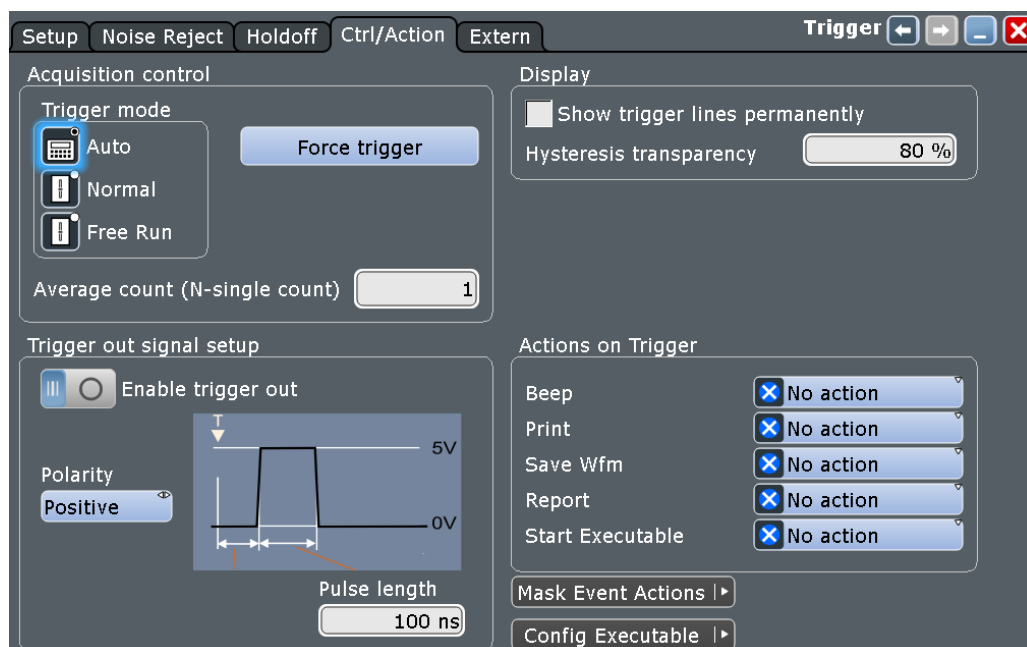 Setup Noise Reject Holdoff Ctrl/Action Extern Trigger
Acquisition control
Trigger mode
Auto
Normal
Free Run
Force trigger
Average count (N-single count) 1
Display
Show trigger lines permanently
Hysteresis transparency 80 %
Trigger out signal setup
Enable trigger out
Polarity
Positive
T
5V
0V
Pulse length
100 ns
Actions on Trigger
Beep No action
Print No action
Save Wfm No action
Report No action
Start Executable No action
Mask Event Actions
Config Executable